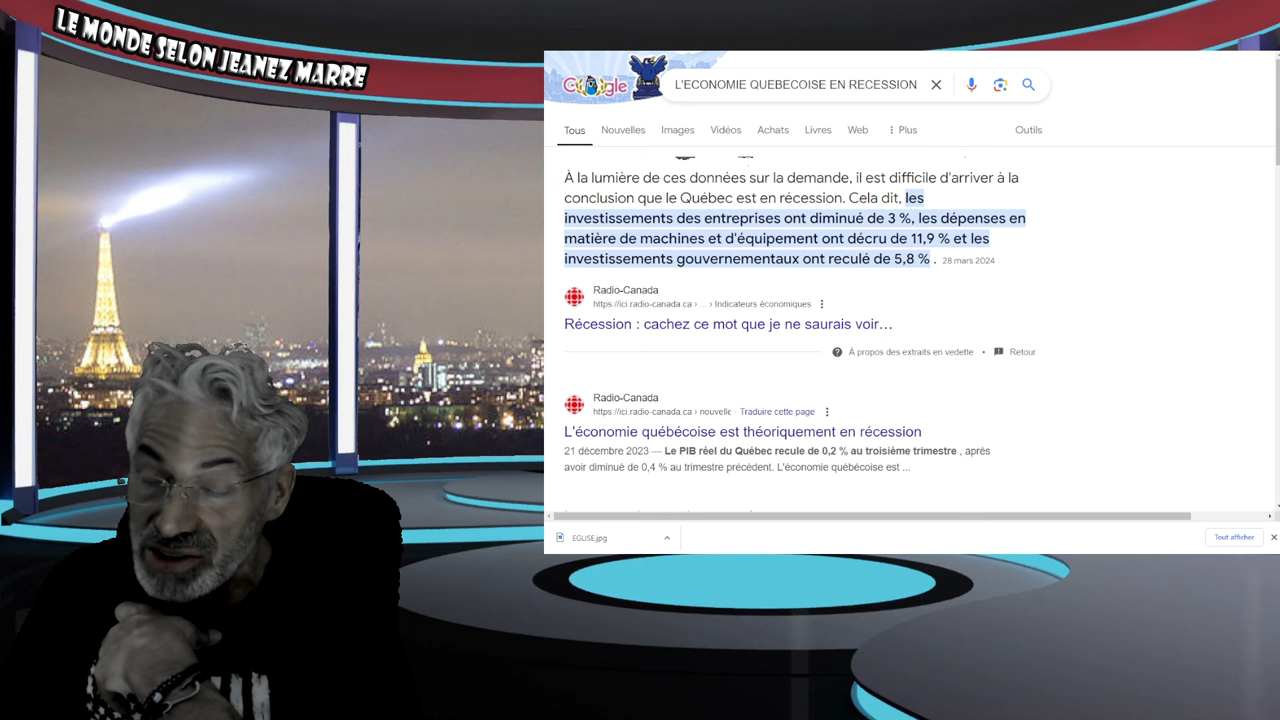 LE MONDE SELON JEANEZ MARRE
Google
L'ECONOMIE QUEBECOISE EN RECESSION
Tous Nouvelles Images Vidéos Achats Livres Web Plus Outils
À la lumière de ces données sur la demande, il est difficile d'arriver à la
conclusion que le Québec est en récession. Cela dit, les
investissements des entreprises ont diminué de 3 %, les dépenses en
matière de machines et d'équipement ont décru de 11,9 % et les
investissements gouvernementaux ont reculé de 5,8 % . 28 mars 2024
Radio-Canada
https://ici.radio-canada.ca › ... › Indicateurs économiques
Récession : cachez ce mot que je ne saurais voir…
À propos des extraits en vedette • Retour
Radio-Canada
https://ici.radio-canada.ca › nouvelle Traduire cette page
L'économie québécoise est théoriquement en récession
21 décembre 2023 — Le PIB réel du Québec recule de 0,2 % au troisième trimestre , après
avoir diminué de 0,4 % au trimestre précédent. L'économie québécoise est ...
EGLISE.jpg
Tout afficher